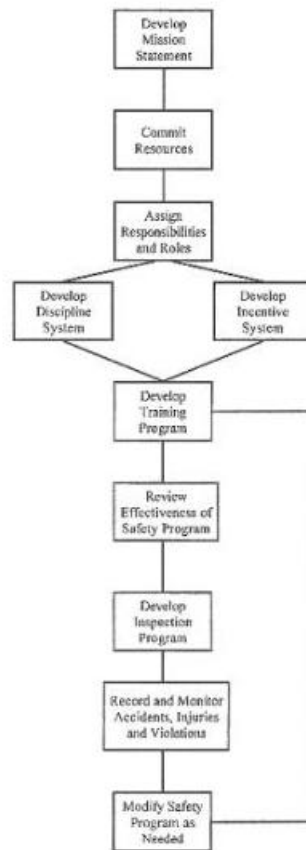 Develop
Mission
Statement
Commit
Resources
Assign
Responsibilities
and Roles
Develop
Discipline
System
Develop
Incentive
System
Develop
Training
Program
Review
Effectiveness of
Safety Program
Develop
Inspection
Program
Record and Monitor
Accidents, Injuries
and Violations
Modify Safety
Program as
Needed